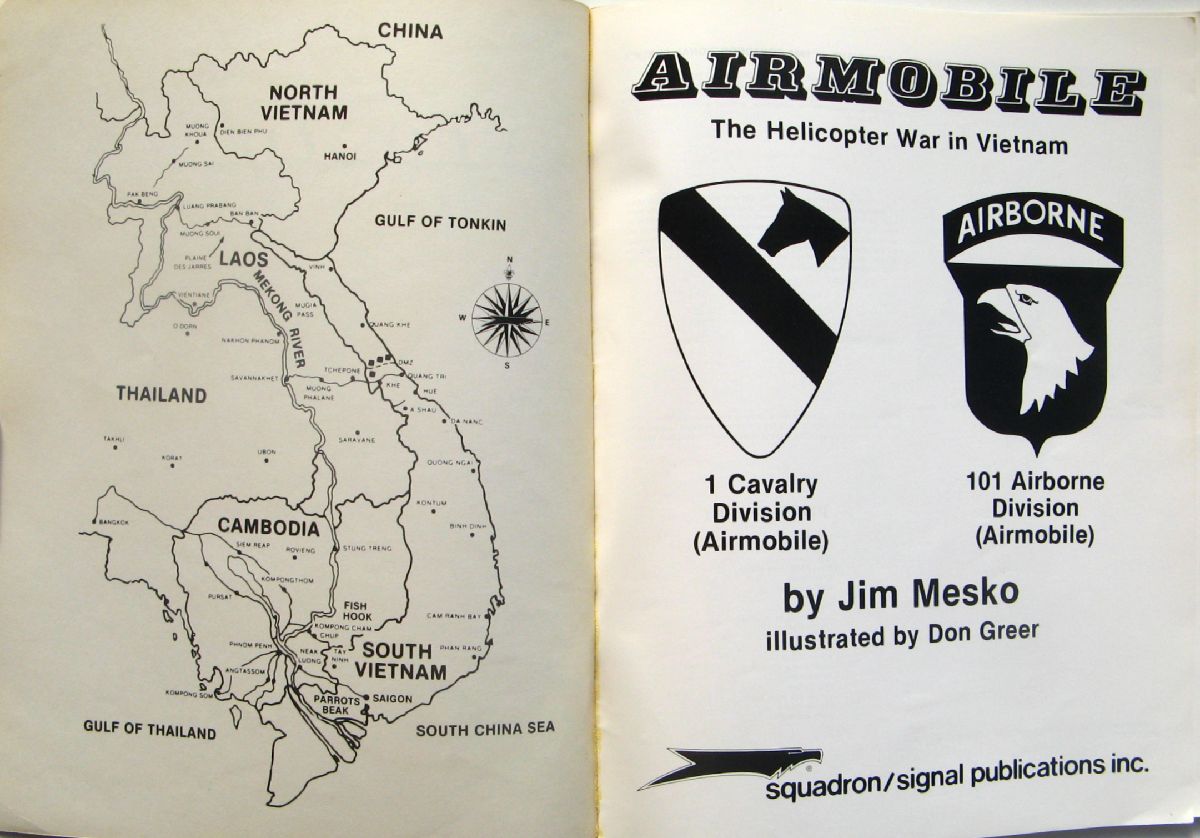 CHINA
NORTH
VIETNAM
MUONG
KHOUA
DIEN BIEN PHU
HANOI
MUONG SAI
PAK BENG
LUANG PRABANG
BAN BAN
GULF OF TONKIN
MUONG SOUI
PLAINE
DES JARRES
LAOS
MEKONG RIVER
VINH
N
W
E
S
VIENTIANE
MUGIA
PASS
UDORN
QUANG KHE
NAKHON PHANOM
DMZ
TCHEPONE
QUANG TRI
SAVANNAKHET
MUONG
PHALANE
KHE
HUE
THAILAND
A SHAU
DA NANG
TAKHLI
SARAVANE
KORAT
UBON
QUONG NGAI
KONTUM
BANGKOK
CAMBODIA
BINH DINH
SIEM REAP
ROVIENG
STUNG TRENG
KOMPONGTHOM
PURSAT
FISH
HOOK
CAM RANH BAY
KOMPONG CHAM
CHUP
PHNOM PENH
NEAK
LUONG
TAY
NINH
SOUTH
VIETNAM
PHAN RANG
ANGTASSOM
KOMPONG SOM
PARROTS
BEAK
SAIGON
GULF OF THAILAND
SOUTH CHINA SEA
AIRMOBILE
The Helicopter War in Vietnam
AIRBORNE
1 Cavalry
Division
(Airmobile)
101 Airborne
Division
(Airmobile)
by Jim Mesko
illustrated by Don Greer
®
squadron/signal publications inc.